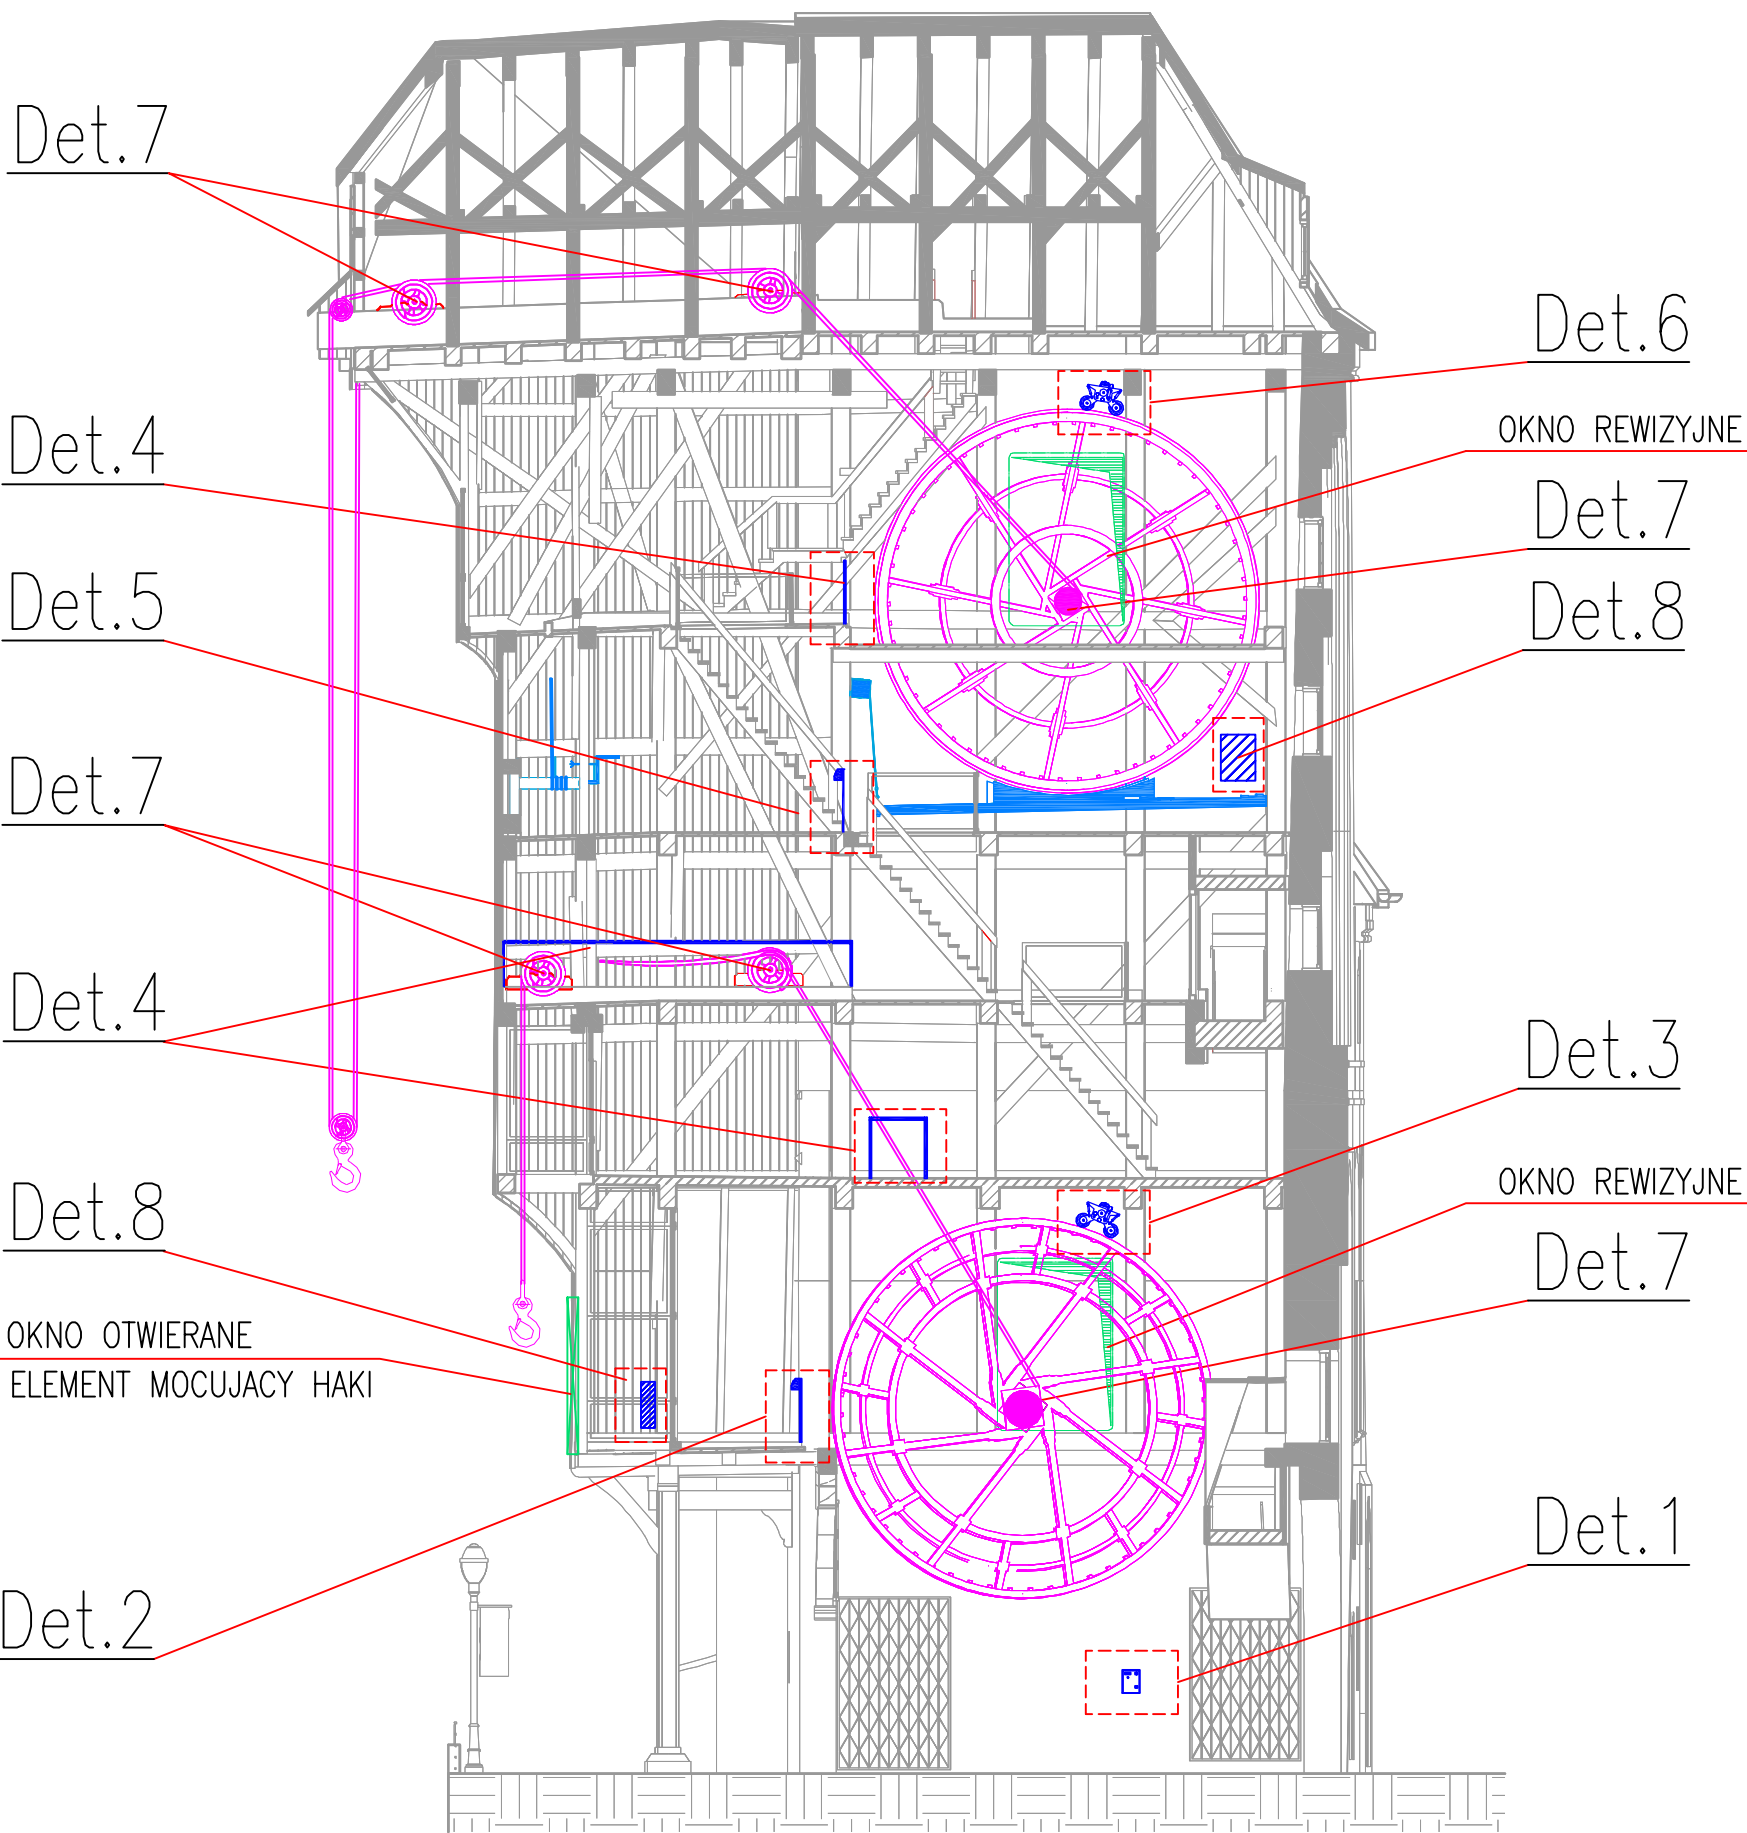 Det.7
Det.6
Det.4
OKNO REWIZYJNE
Det.7
Det.5
Det.8
Det.7
Det.4
Det.3
Det.8
OKNO REWIZYJNE
Det.7
OKNO OTWIERANE
ELEMENT MOCUJACY HAKI
Det.1
Det.2